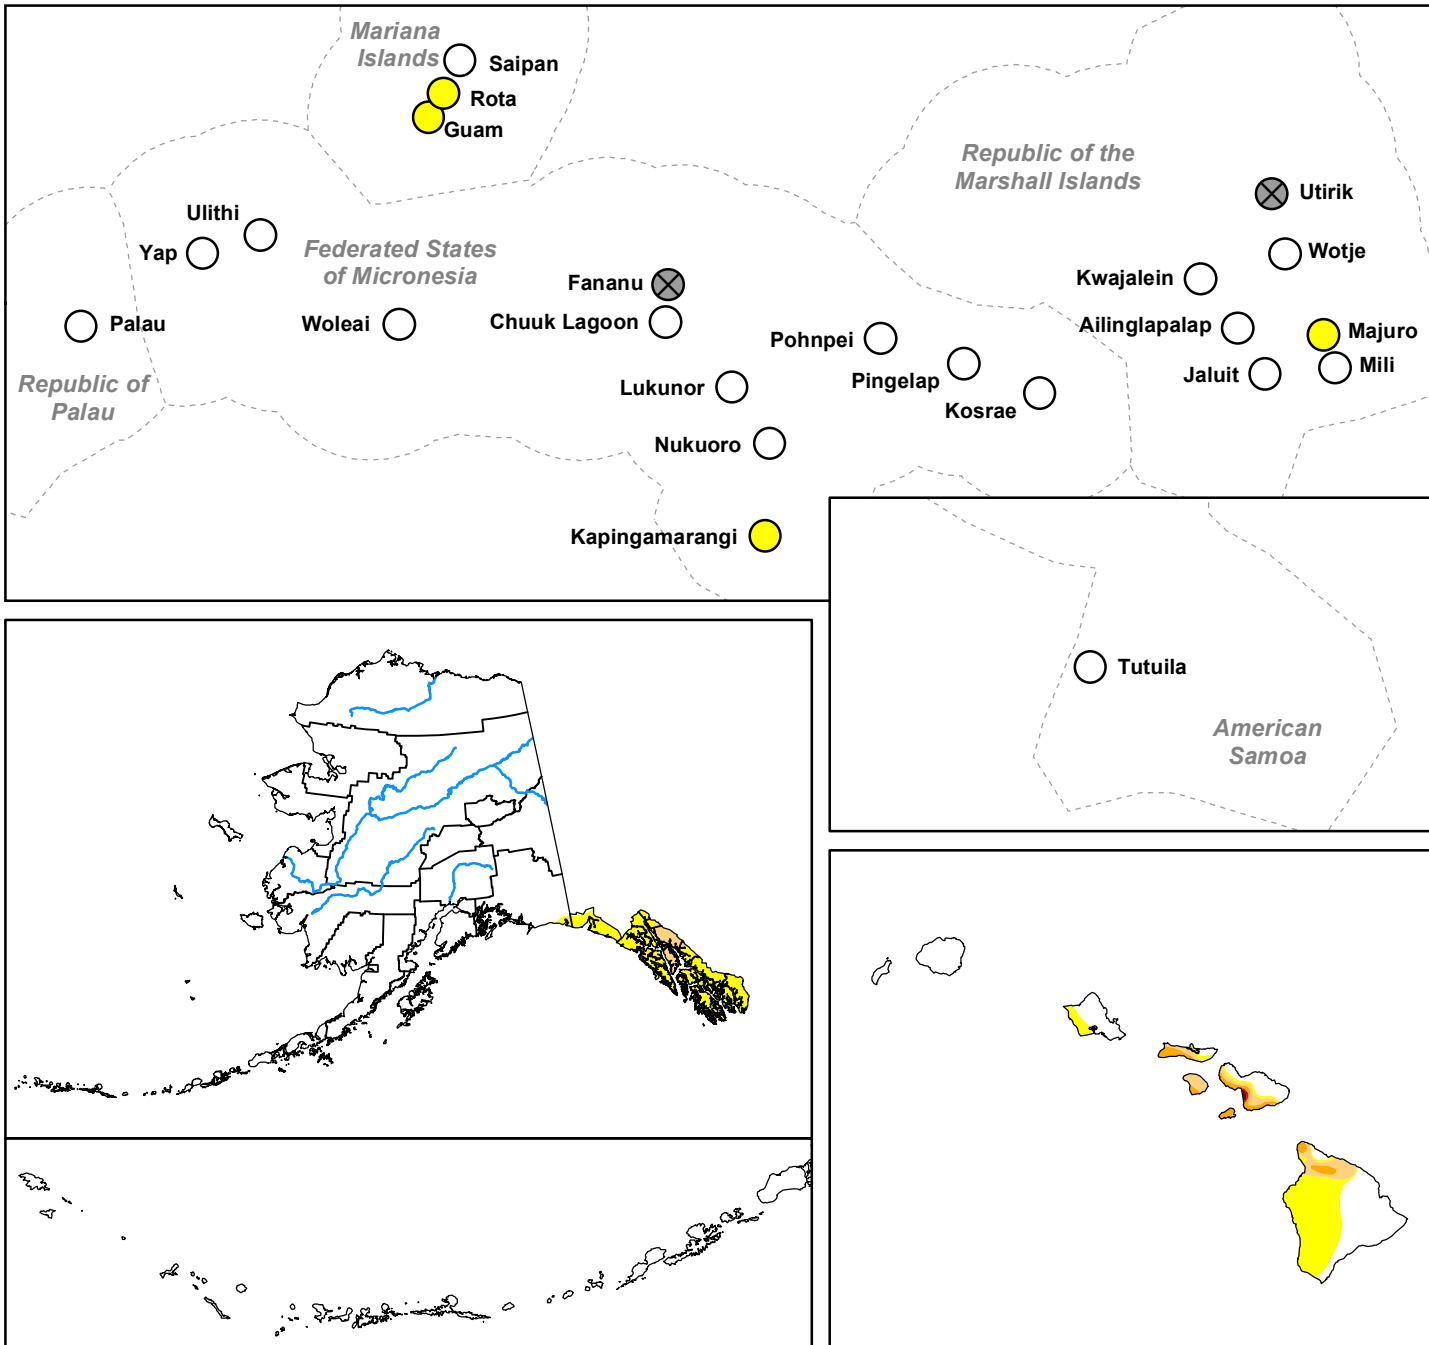 Mariana
Islands
Saipan
Rota
Guam
Republic of the
Marshall Islands
Utirik
Ulithi
Yap
Federated States
of Micronesia
Wotje
Fananu
Kwajalein
Palau
Woleai
Chuuk Lagoon
Ailinglapalap
Majuro
Pohnpei
Mili
Republic of
Palau
Lukunor
Pingelap
Jaluit
Kosrae
Nukuoro
Kapingamarangi
Tutuila
American
Samoa